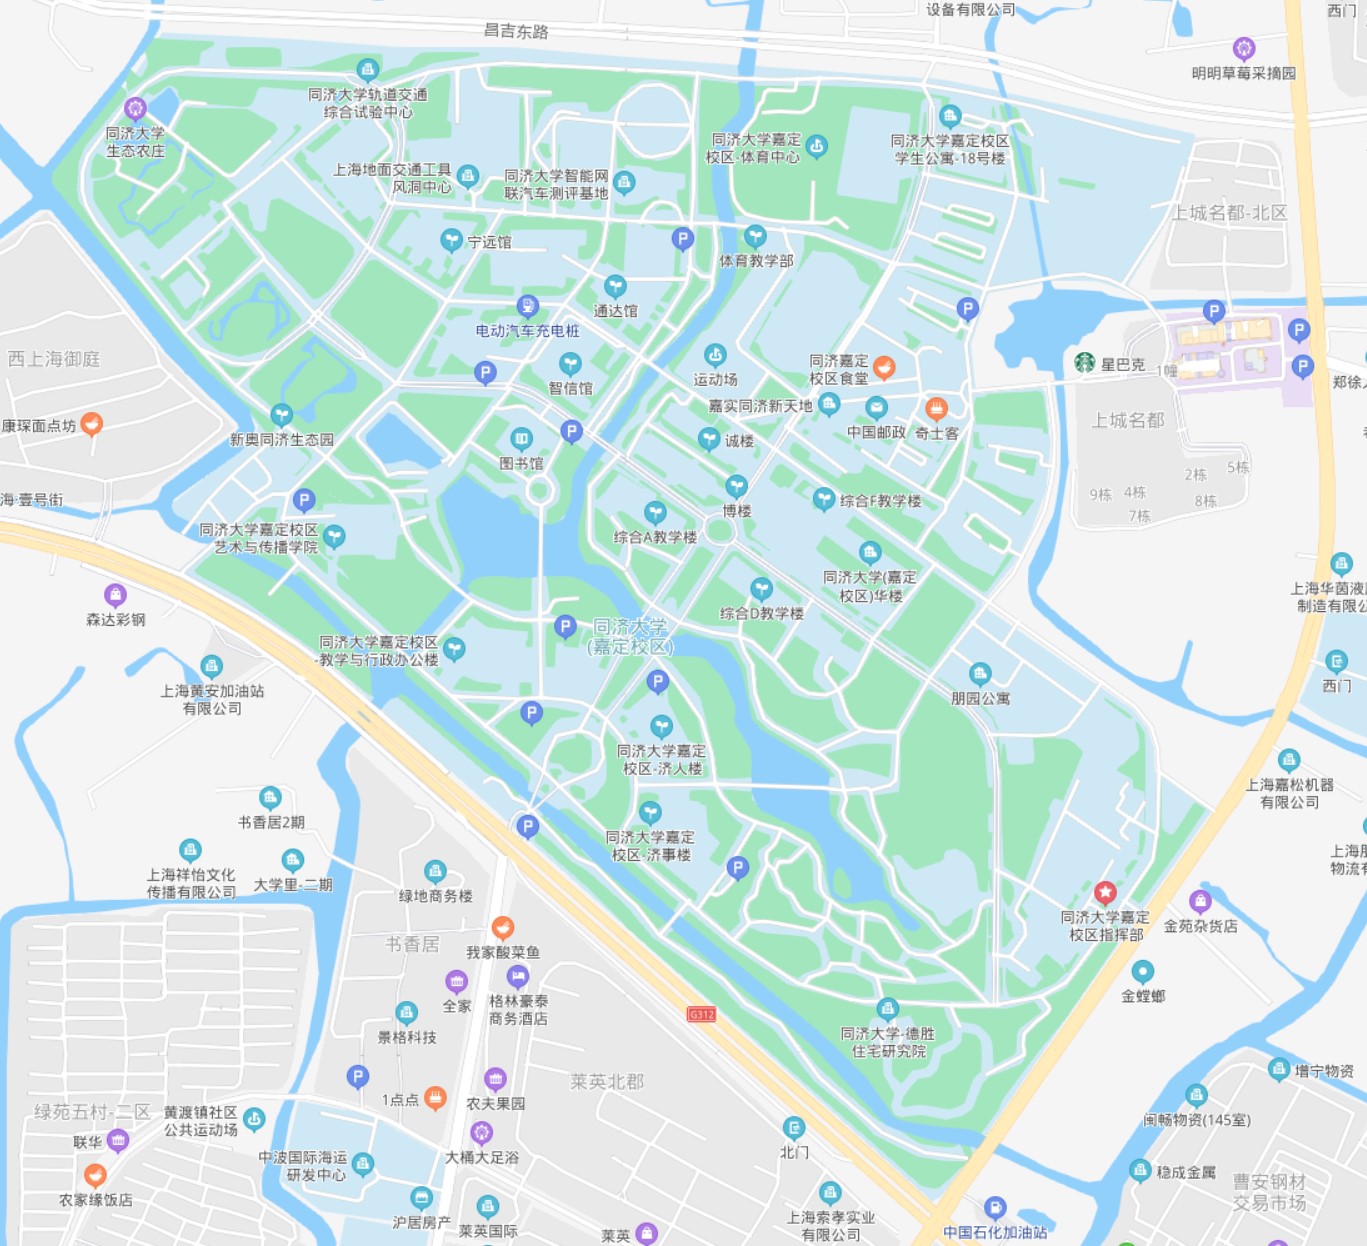 设备有限公司
西门
昌吉东路
明明草莓采摘园
同济大学轨道交通
综合试验中心
同济大学
生态农庄
同济大学嘉定
校区-体育中心
同济大学嘉定校区
学生公寓-18号楼
上海地面交通工具
风洞中心
同济大学智能网
联汽车测评基地
上城名都-北区
宁远馆
体育教学部
通达馆
电动汽车充电桩
P
P
P
P
P
西上海御庭
智信馆
P
运动场
同济嘉定
校区食堂
星巴克
1幢
郑徐
嘉实同济新天地
中国邮政
奇士客
上城名都
康琛面点坊
新奥同济生态园
P
图书馆
诚楼
2栋
5栋
9栋
4栋
8栋
7栋
海·壹号街
P
博楼
综合F教学楼
综合A教学楼
同济大学嘉定校区
艺术与传播学院
同济大学(嘉定
校区)华楼
上海华茵液
制造有限公
森达彩钢
综合D教学楼
P
同济大学
(嘉定校区)
同济大学嘉定校区
-教学与行政办公楼
P
朋园公寓
西门
上海黄安加油站
有限公司
P
同济大学嘉定
校区-济人楼
上海嘉松机器
有限公司
书香居2期
P
同济大学嘉定
校区-济事楼
上海朋
物流有
上海祥怡文化
传播有限公司
大学里-二期
绿地商务楼
P
同济大学嘉定
校区指挥部
金苑杂货店
书香居
我家酸菜鱼
全家
格林豪泰
商务酒店
金螳螂
G312
景格科技
同济大学-德胜
住宅研究院
P
莱英北郡
增宁物资
绿苑五村-二区
黄渡镇社区
公共运动场
1点点
农夫果园
闽畅物资(145室)
联华
大桶大足浴
北门
中波国际海运
研发中心
稳成金属
曹安钢材
交易市场
农家缘饭店
沪居房产
莱英国际
莱英
上海索孝实业
有限公司
中国石化加油站